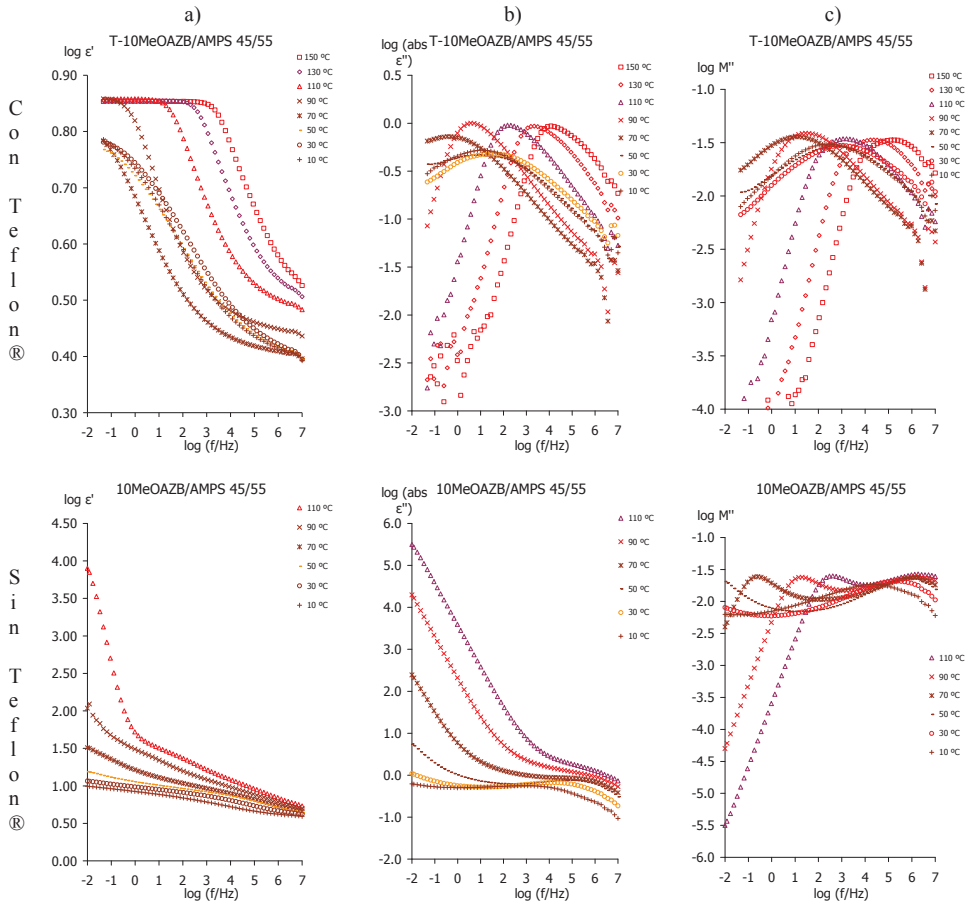 a)
b)
c)
Con Teflon®
T-10MeOAZB/AMPS 45/55
log ε'
0.90
0.80
0.70
0.60
0.50
0.40
0.30
-2 -1 0 1 2 3 4 5 6 7
log (f/Hz)
150 ºC
130 ºC
110 ºC
90 ºC
70 ºC
50 ºC
30 ºC
10 ºC
T-10MeOAZB/AMPS 45/55
log (abs
ε'')
0.5
0.0
-0.5
-1.0
-1.5
-2.0
-2.5
-3.0
-2 -1 0 1 2 3 4 5 6 7
log (f/Hz)
150 ºC
130 ºC
110 ºC
90 ºC
70 ºC
50 ºC
30 ºC
10 ºC
T-10MeOAZB/AMPS 45/55
log M''
-1.0
-1.5
-2.0
-2.5
-3.0
-3.5
-4.0
-2 -1 0 1 2 3 4 5 6 7
log (f/Hz)
150 ºC
130 ºC
110 ºC
90 ºC
70 ºC
50 ºC
30 ºC
10 ºC
Sin Teflon®
10MeOAZB/AMPS 45/55
log ε'
4.50
4.00
3.50
3.00
2.50
2.00
1.50
1.00
0.50
0.00
-2 -1 0 1 2 3 4 5 6 7
log (f/Hz)
110 ºC
90 ºC
70 ºC
50 ºC
30 ºC
10 ºC
10MeOAZB/AMPS 45/55
log (abs
ε'')
6.0
5.0
4.0
3.0
2.0
1.0
0.0
-1.0
-2.0
-2 -1 0 1 2 3 4 5 6 7
log (f/Hz)
110 ºC
90 ºC
70 ºC
50 ºC
30 ºC
10 ºC
10MeOAZB/AMPS 45/55
log M''
-1.0
-1.5
-2.0
-2.5
-3.0
-3.5
-4.0
-4.5
-5.0
-5.5
-6.0
-2 -1 0 1 2 3 4 5 6 7
log (f/Hz)
110 ºC
90 ºC
70 ºC
50 ºC
30 ºC
10 ºC